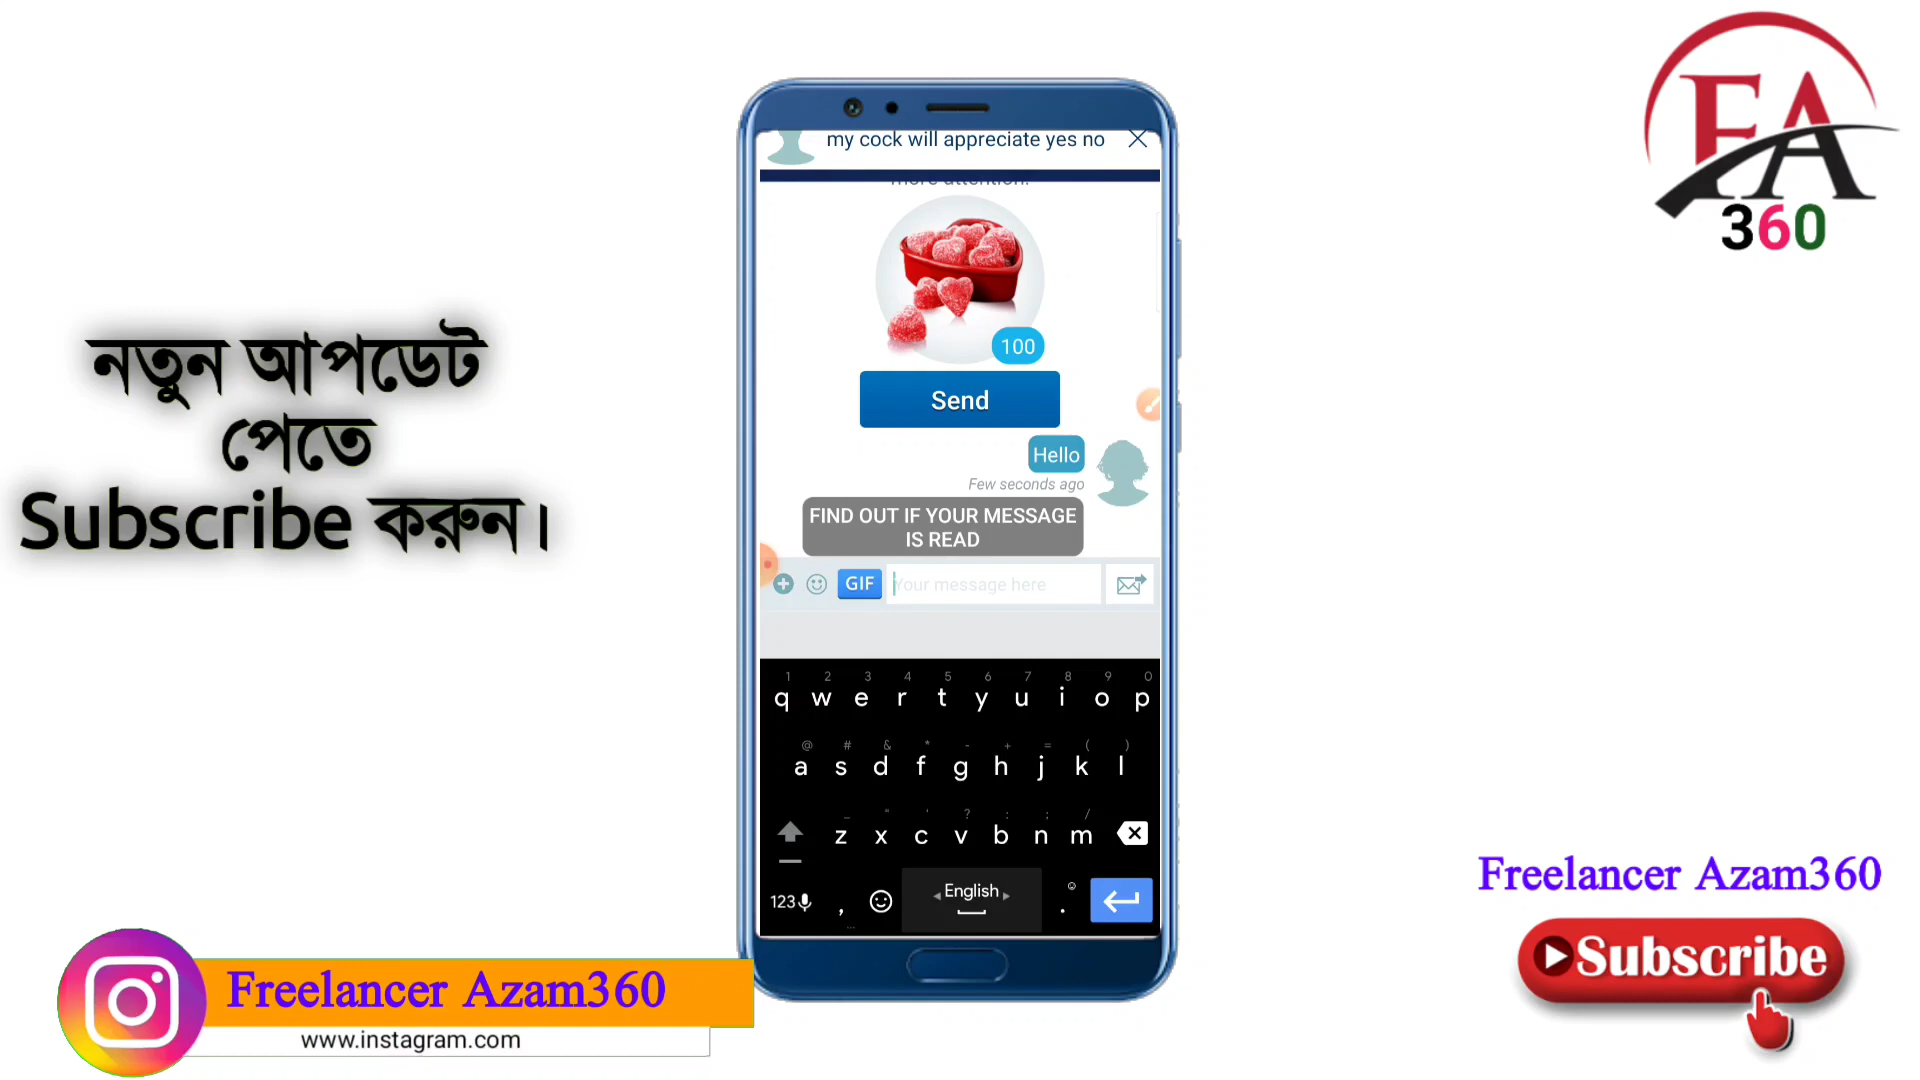 my cock will appreciate yes no
more attention!
100
Send
Hello
Few seconds ago
FIND OUT IF YOUR MESSAGE
IS READ
GIF
Your message here
1 2 3 4 5 6 7 8 9 0
q w e r t y u i o p
@ # & * - + = ( )
a s d f g h j k l
z x c v b n m
123 , English .
নতুন আপডেট
পেতে
Subscribe করুন।
FA
360
Freelancer Azam360
Subscribe
Freelancer Azam360
www.instagram.com